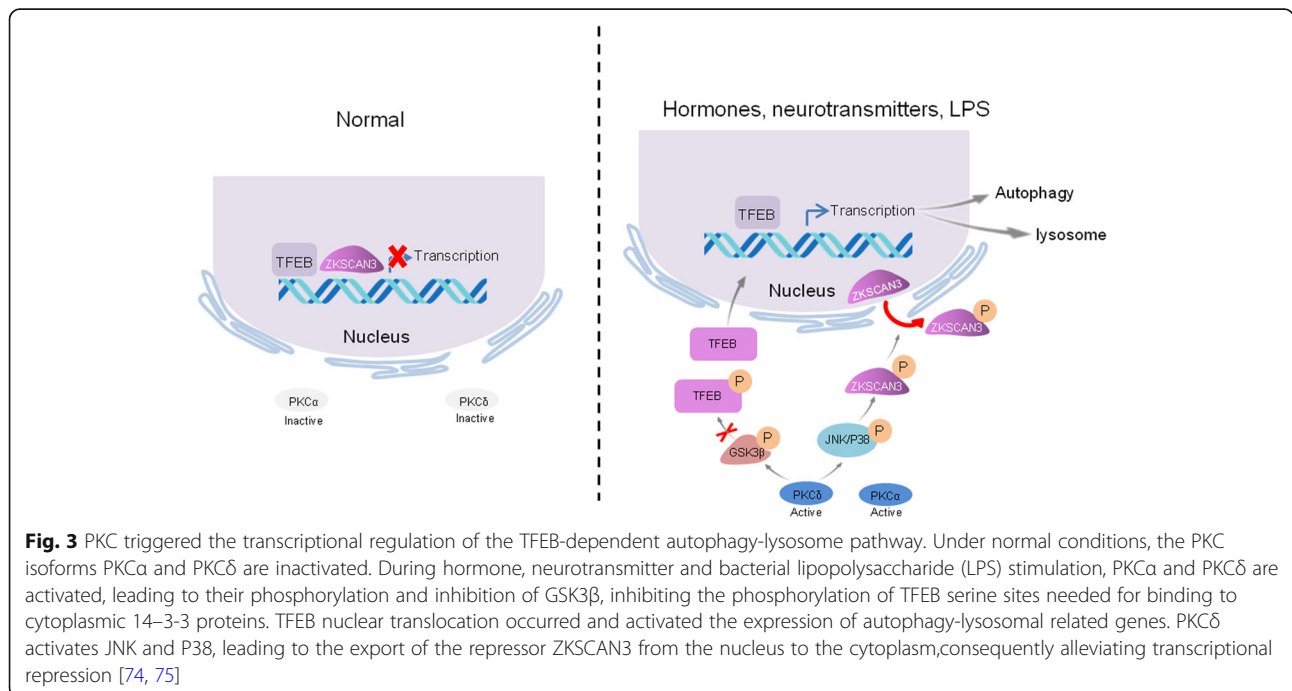 Normal
TFEB
ZKSCAN3
Transcription
Nucleus
PKCα
Inactive
PKCδ
Inactive
Hormones, neurotransmitters, LPS
TFEB
Transcription
Autophagy
lysosome
Nucleus
ZKSCAN3
P
ZKSCAN3
TFEB
P
TFEB
P
ZKSCAN3
P
GSK3β
P
JNK/P38
PKCδ
Active
PKCα
Active
Fig. 3 PKC triggered the transcriptional regulation of the TFEB-dependent autophagy-lysosome pathway. Under normal conditions, the PKC
isoforms PKCα and PKCδ are inactivated. During hormone, neurotransmitter and bacterial lipopolysaccharide (LPS) stimulation, PKCα and PKCδ are
activated, leading to their phosphorylation and inhibition of GSK3β, inhibiting the phosphorylation of TFEB serine sites needed for binding to
cytoplasmic 14–3-3 proteins. TFEB nuclear translocation occurred and activated the expression of autophagy-lysosomal related genes. PKCδ
activates JNK and P38, leading to the export of the repressor ZKSCAN3 from the nucleus to the cytoplasm,consequently alleviating transcriptional
repression [74, 75]